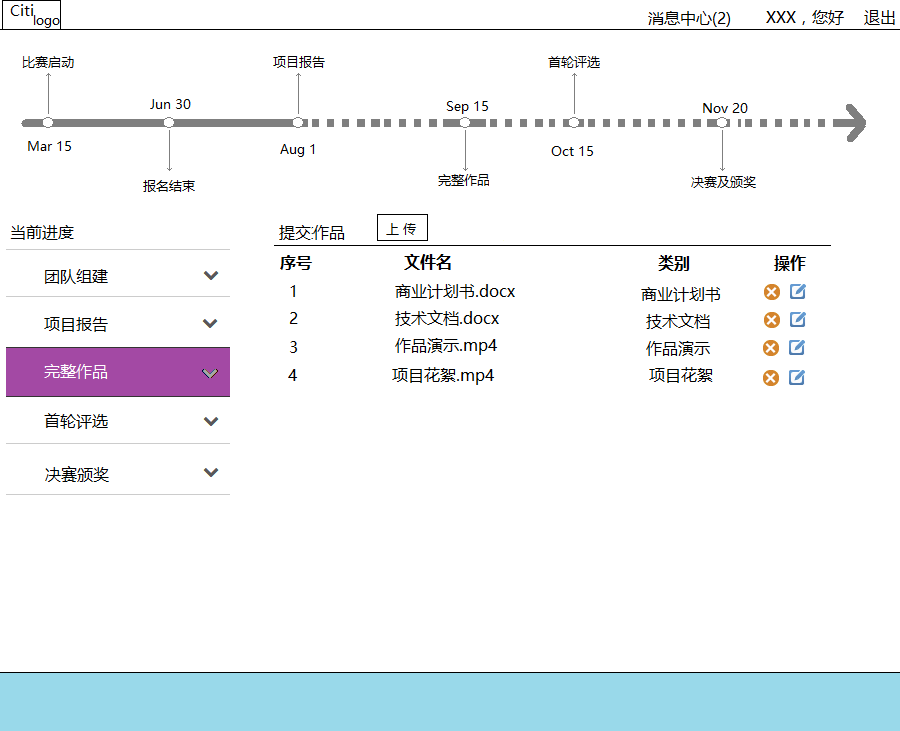 Citi
logo
消息中心(2) XXX，您好 退出
比赛启动 项目报告 首轮评选
Jun 30 Sep 15 Nov 20
Mar 15 Aug 1 Oct 15
报名结束 完整作品 决赛及颁奖
当前进度
团队组建
项目报告
完整作品
首轮评选
决赛颁奖
提交作品 上传
序号 文件名 类别 操作
1 商业计划书.docx 商业计划书
2 技术文档.docx 技术文档
3 作品演示.mp4 作品演示
4 项目花絮.mp4 项目花絮